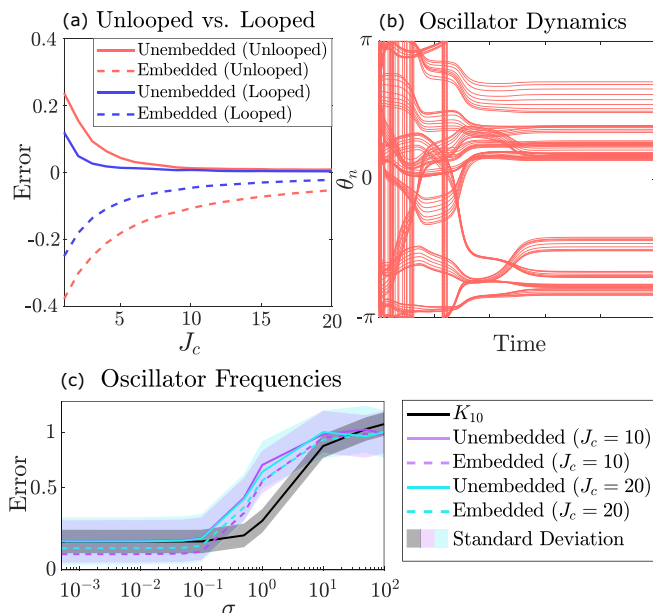 (a) Unlooped vs. Looped
0.4
0.2
0
-0.2
-0.4
Error
Unembedded (Unlooped)
Embedded (Unlooped)
Unembedded (Looped)
Embedded (Looped)
5
10
15
20
J_c
(b) Oscillator Dynamics
π
0
-π
θ_n
Time
(c) Oscillator Frequencies
1
0.5
0
Error
10^{-3}
10^{-2}
10^{-1}
10^{0}
10^{1}
10^{2}
σ
K_{10}
Unembedded (J_c = 10)
Embedded (J_c = 10)
Unembedded (J_c = 20)
Embedded (J_c = 20)
Standard Deviation